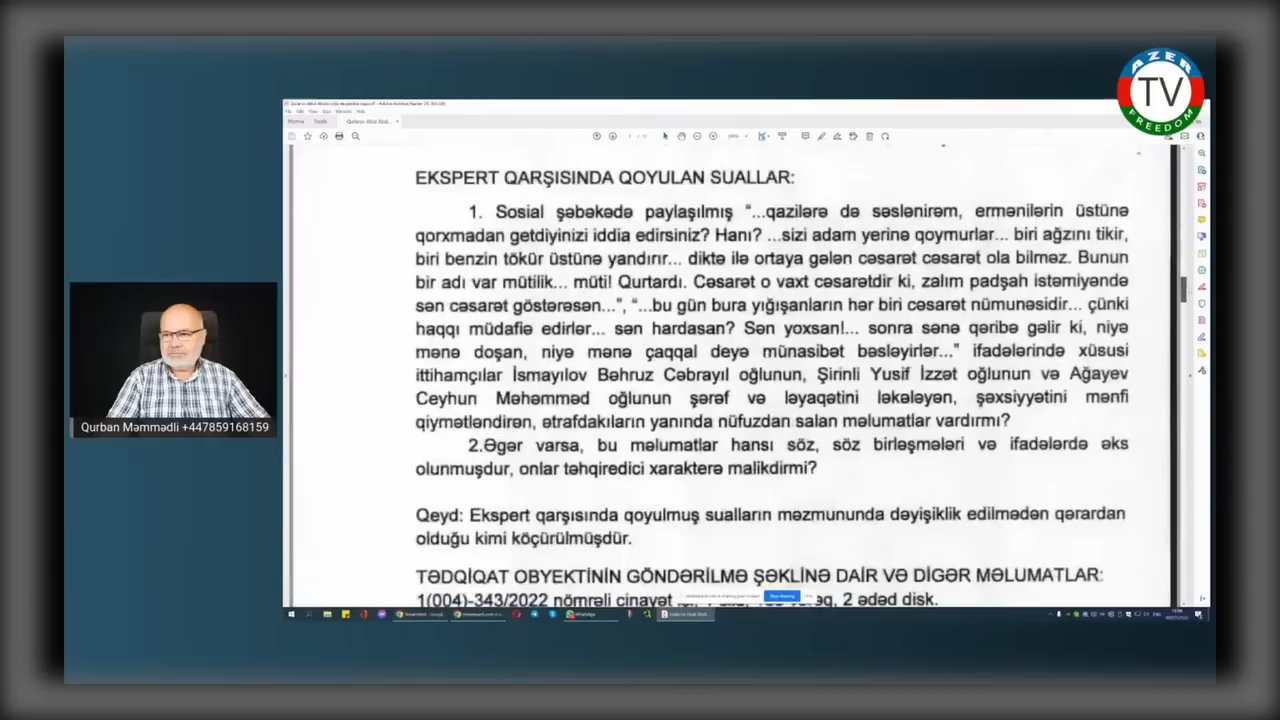 AZER
TV
FREEDOM
Home Tools
EKSPERT QARŞISINDA QOYULAN SUALLAR:
1. Sosial şəbəkədə paylaşılmış “...qazilərə də səslənirəm, ermənilərin üstünə
qorxmadan getdiyinizi iddia edirsiniz? Hanı? ...sizi adam yerinə qoymurlar... biri ağzını tikir,
biri benzin tökür üstünə yandırır... diktə ilə ortaya gələn cəsarət cəsarət ola bilməz. Bunun
bir adı var mütilik... müti! Qurtardı. Cəsarət o vaxt cəsarətdir ki, zalım padşah istəmiyəndə
sən cəsarət göstərəsən...”, “...bu gün bura yığışanların hər biri cəsarət nümunəsidir... çünki
haqqı müdafiə edirlər... sən hardasan? Sən yoxsan!... sonra sənə qəribə gəlir ki, niyə
mənə doşan, niyə mənə çaqqal deyə münasibət bəsləyirlər...” ifadələrində xüsusi
ittihamçılar İsmayılov Bəhruz Cəbrayıl oğlunun, Şirinli Yusif İzzət oğlunun və Ağayev
Ceyhun Məhəmməd oğlunun şərəf və ləyaqətini ləkələyən, şəxsiyyətini mənfi
qiymətləndirən, ətrafdakıların yanında nüfuzdan salan məlumatlar vardırmı?
2.Əgər varsa, bu məlumatlar hansı söz, söz birləşmələri və ifadələrdə əks
olunmuşdur, onlar təhqiredici xarakterə malikdirmi?
Qeyd: Ekspert qarşısında qoyulmuş sualların məzmununda dəyişiklik edilmədən qərardan
olduğu kimi köçürülmüşdür.
TƏDQİQAT OBYEKTİNİN GÖNDƏRİLMƏ ŞƏKLİNƏ DAİR VƏ DİGƏR MƏLUMATLAR:
1(004)-343/2022 nömrəli cinayət 2 ədəd disk.
Qurban Məmmədli +447859168159